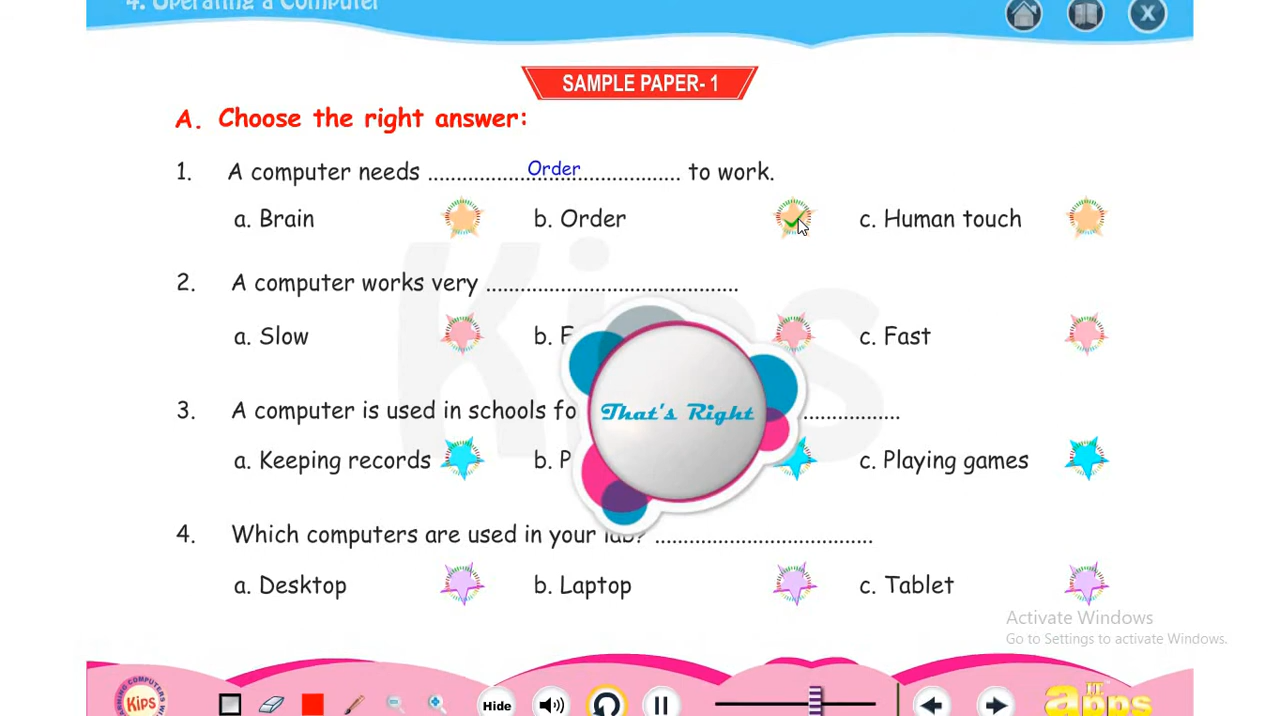 4. Operating a Computer
SAMPLE PAPER- 1
A. Choose the right answer:
1. A computer needs ............Order............ to work.
a. Brain b. Order c. Human touch
2. A computer works very ............................................
a. Slow b. c. Fast
3. A computer is used in schools fo .................
a. Keeping records b. P c. Playing games
That's Right
4. Which computers are used in your lab? ......................................
a. Desktop b. Laptop c. Tablet
Activate Windows
Go to Settings to activate Windows.
Kips
Hide
IT
apps
Kips